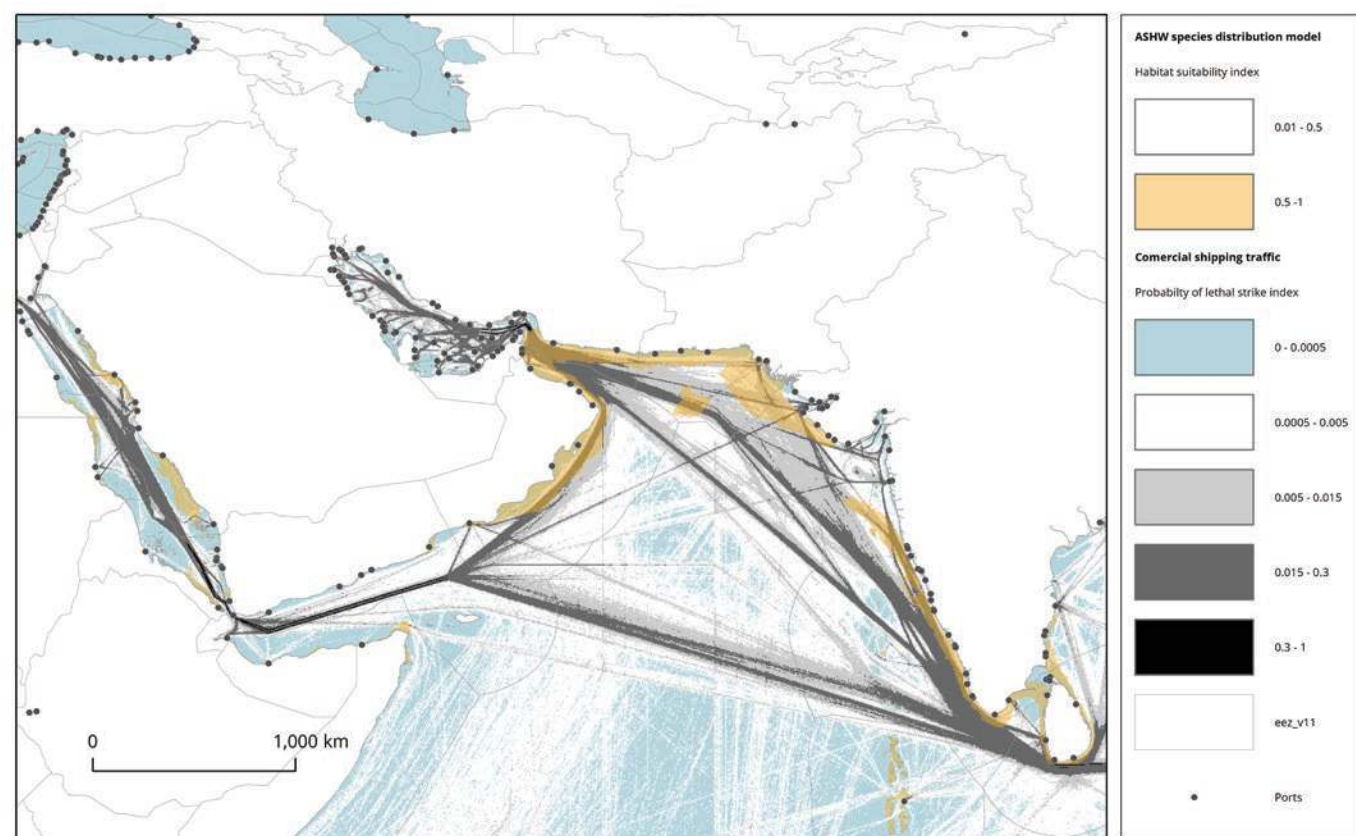 ASHW species distribution model
Habitat suitability index
0.01 - 0.5
0.5 -1
Comercial shipping traffic
Probabilty of lethal strike index
0 - 0.0005
0.0005 - 0.005
0.005 - 0.015
0.015 - 0.3
0.3 - 1
eez_v11
Ports
0 1,000 km